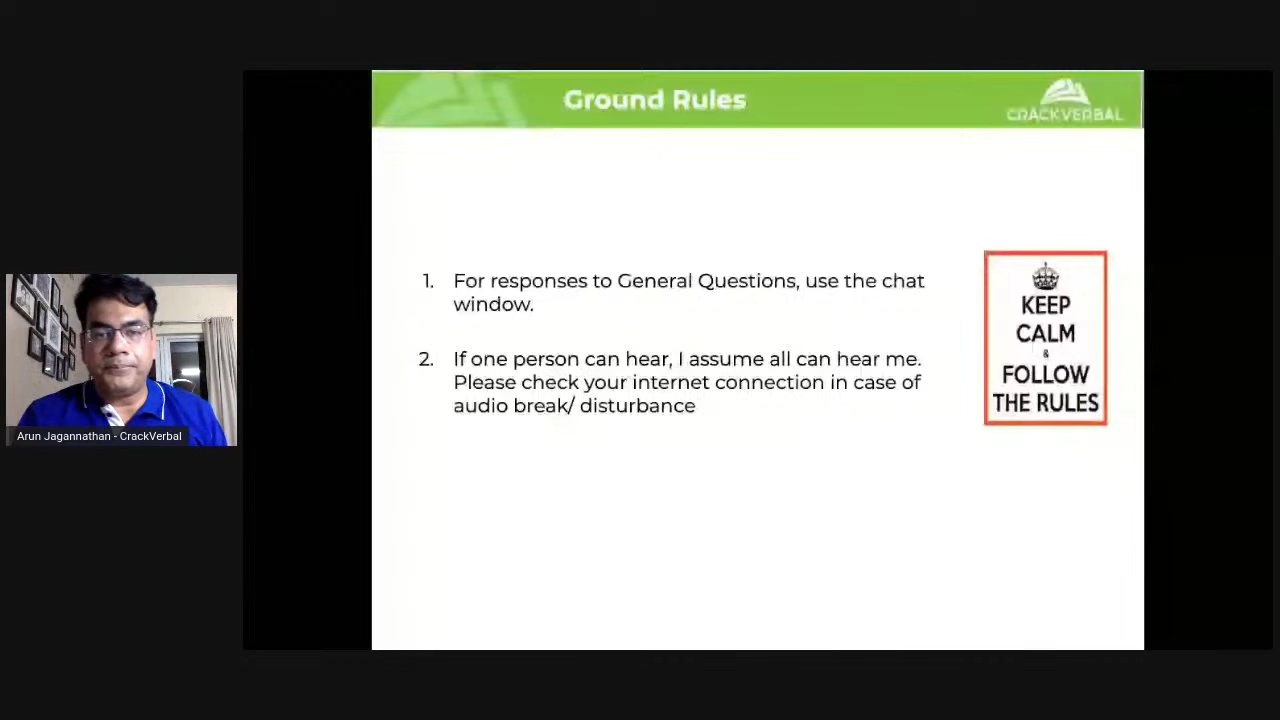 Ground Rules
CRACKVERBAL
1. For responses to General Questions, use the chat
window.
2. If one person can hear, I assume all can hear me.
Please check your internet connection in case of
audio break/ disturbance
KEEP
CALM
&
FOLLOW
THE RULES
Arun Jagannathan - CrackVerbal